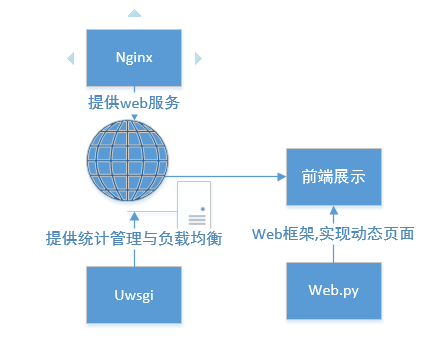 Nginx
提供web服务
前端展示
提供统计管理与负载均衡
Web框架,实现动态页面
Uwsgi
Web.py